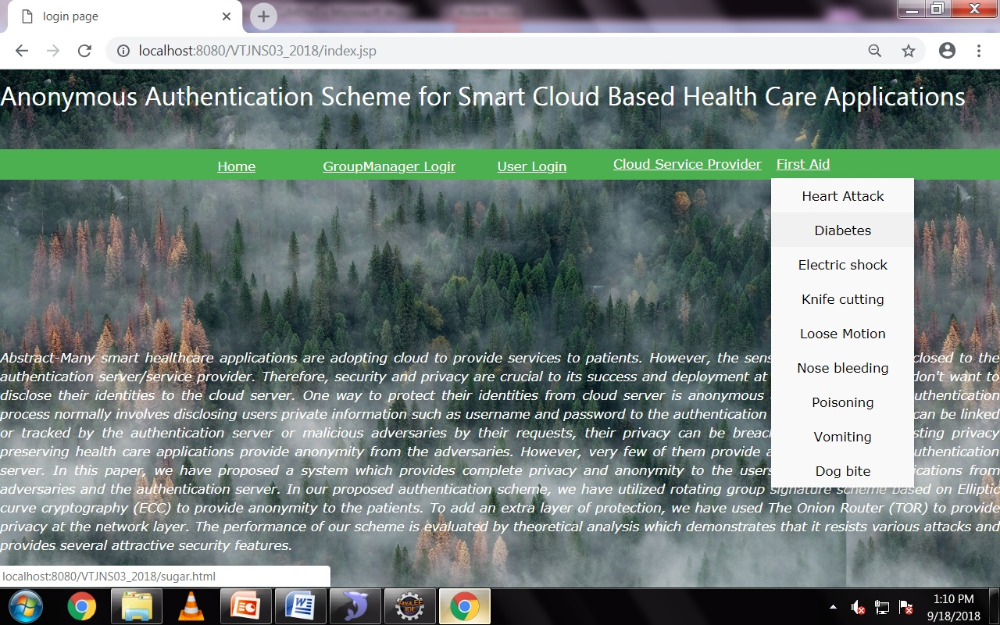 login page
localhost:8080/VTJNS03_2018/index.jsp
Anonymous Authentication Scheme for Smart Cloud Based Health Care Applications
Home GroupManager Login User Login Cloud Service Provider First Aid
Heart Attack
Diabetes
Electric shock
Knife cutting
Loose Motion
Nose bleeding
Poisoning
Vomiting
Dog bite
Abstract-Many smart healthcare applications are adopting cloud to provide services to patients. However, the sens closed to the
authentication server/service provider. Therefore, security and privacy are crucial to its success and deployment at don't want to
disclose their identities to the cloud server. One way to protect their identities from cloud server is anonymous uthentication
process normally involves disclosing users private information such as username and password to the authentication can be linked
or tracked by the authentication server or malicious adversaries by their requests, their privacy can be breac sting privacy
preserving health care applications provide anonymity from the adversaries. However, very few of them provide a uthentication
server. In this paper, we have proposed a system which provides complete privacy and anonymity to the users ications from
adversaries and the authentication server. In our proposed authentication scheme, we have utilized rotating group signature scheme based on Elliptic
curve cryptography (ECC) to provide anonymity to the patients. To add an extra layer of protection, we have used The Onion Router (TOR) to provide
privacy at the network layer. The performance of our scheme is evaluated by theoretical analysis which demonstrates that it resists various attacks and
provides several attractive security features.
localhost:8080/VTJNS03_2018/sugar.html
Java EE
IDE
1:10 PM
9/18/2018